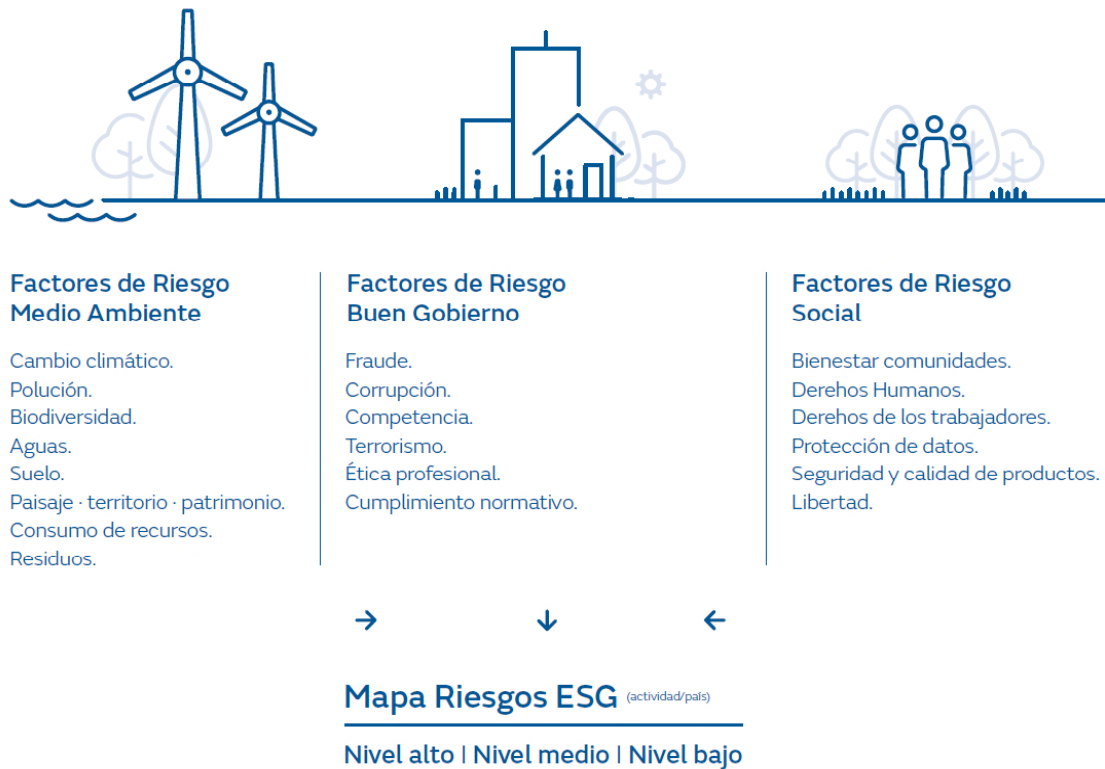 Factores de Riesgo
Medio Ambiente
Cambio climático.
Polución.
Biodiversidad.
Aguas.
Suelo.
Paisaje · territorio · patrimonio.
Consumo de recursos.
Residuos.
Factores de Riesgo
Buen Gobierno
Fraude.
Corrupción.
Competencia.
Terrorismo.
Ética profesional.
Cumplimiento normativo.
Factores de Riesgo
Social
Bienestar comunidades.
Derehos Humanos.
Derehos de los trabajadores.
Protección de datos.
Seguridad y calidad de productos.
Libertad.
Mapa Riesgos ESG (actividad/país)
Nivel alto | Nivel medio | Nivel bajo